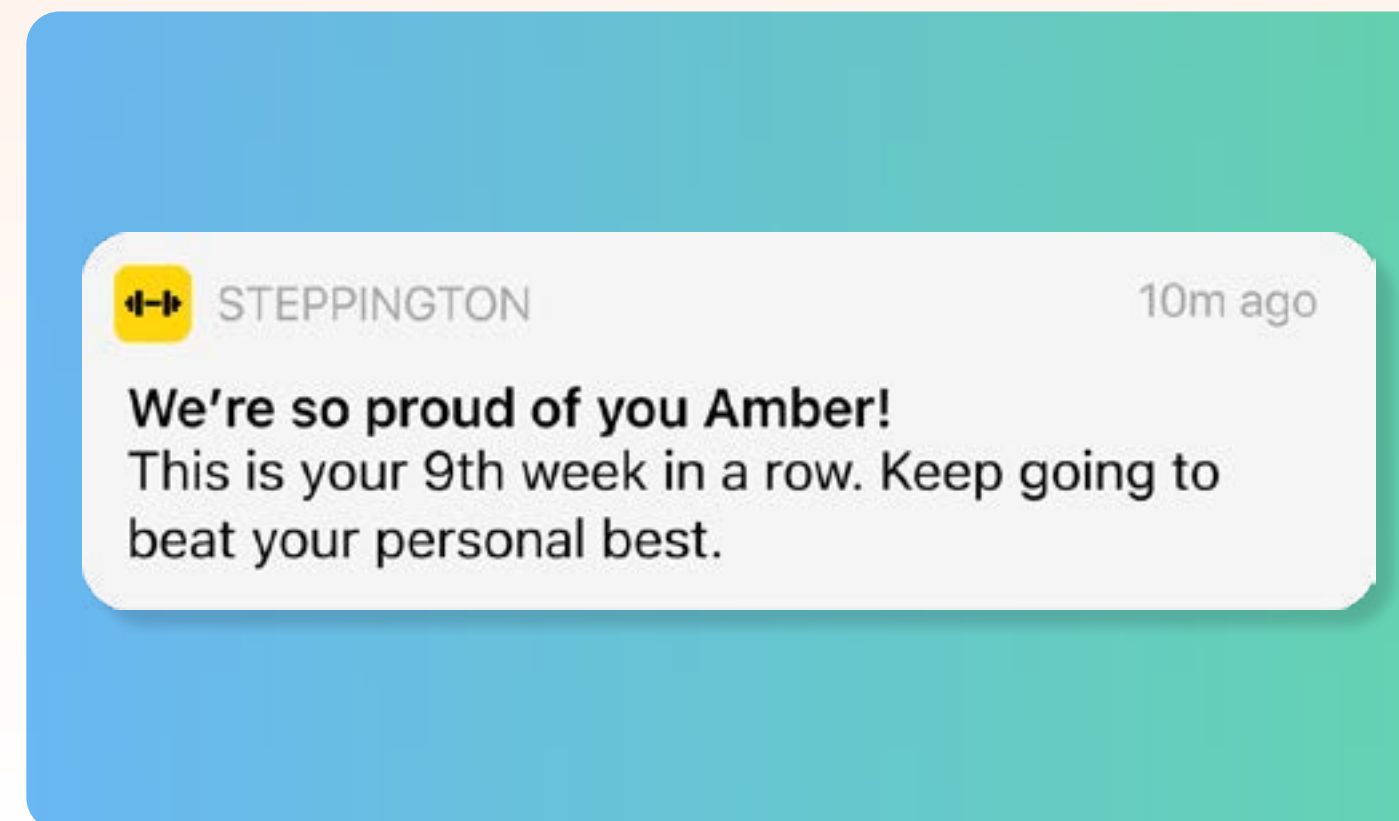 STEPPINGTON
10m ago
We're so proud of you Amber!
This is your 9th week in a row. Keep going to
beat your personal best.